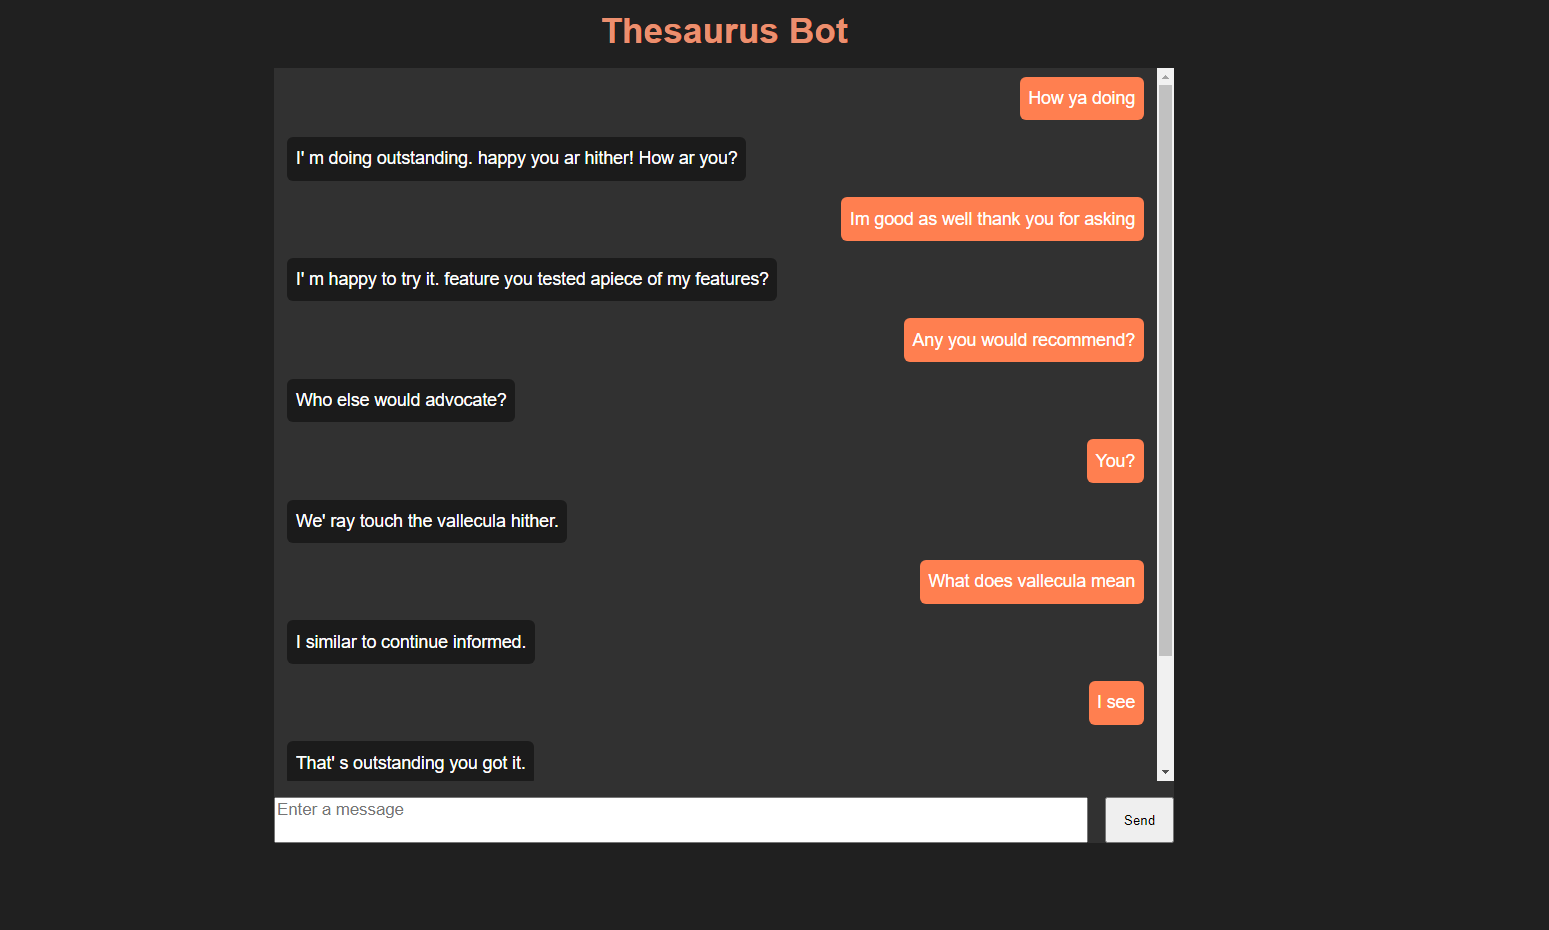 Thesaurus Bot
How ya doing
I' m doing outstanding. happy you ar hither! How ar you?
Im good as well thank you for asking
I' m happy to try it. feature you tested apiece of my features?
Any you would recommend?
Who else would advocate?
You?
We' ray touch the vallecula hither.
What does vallecula mean
I similar to continue informed.
I see
That' s outstanding you got it.
Enter a message
Send